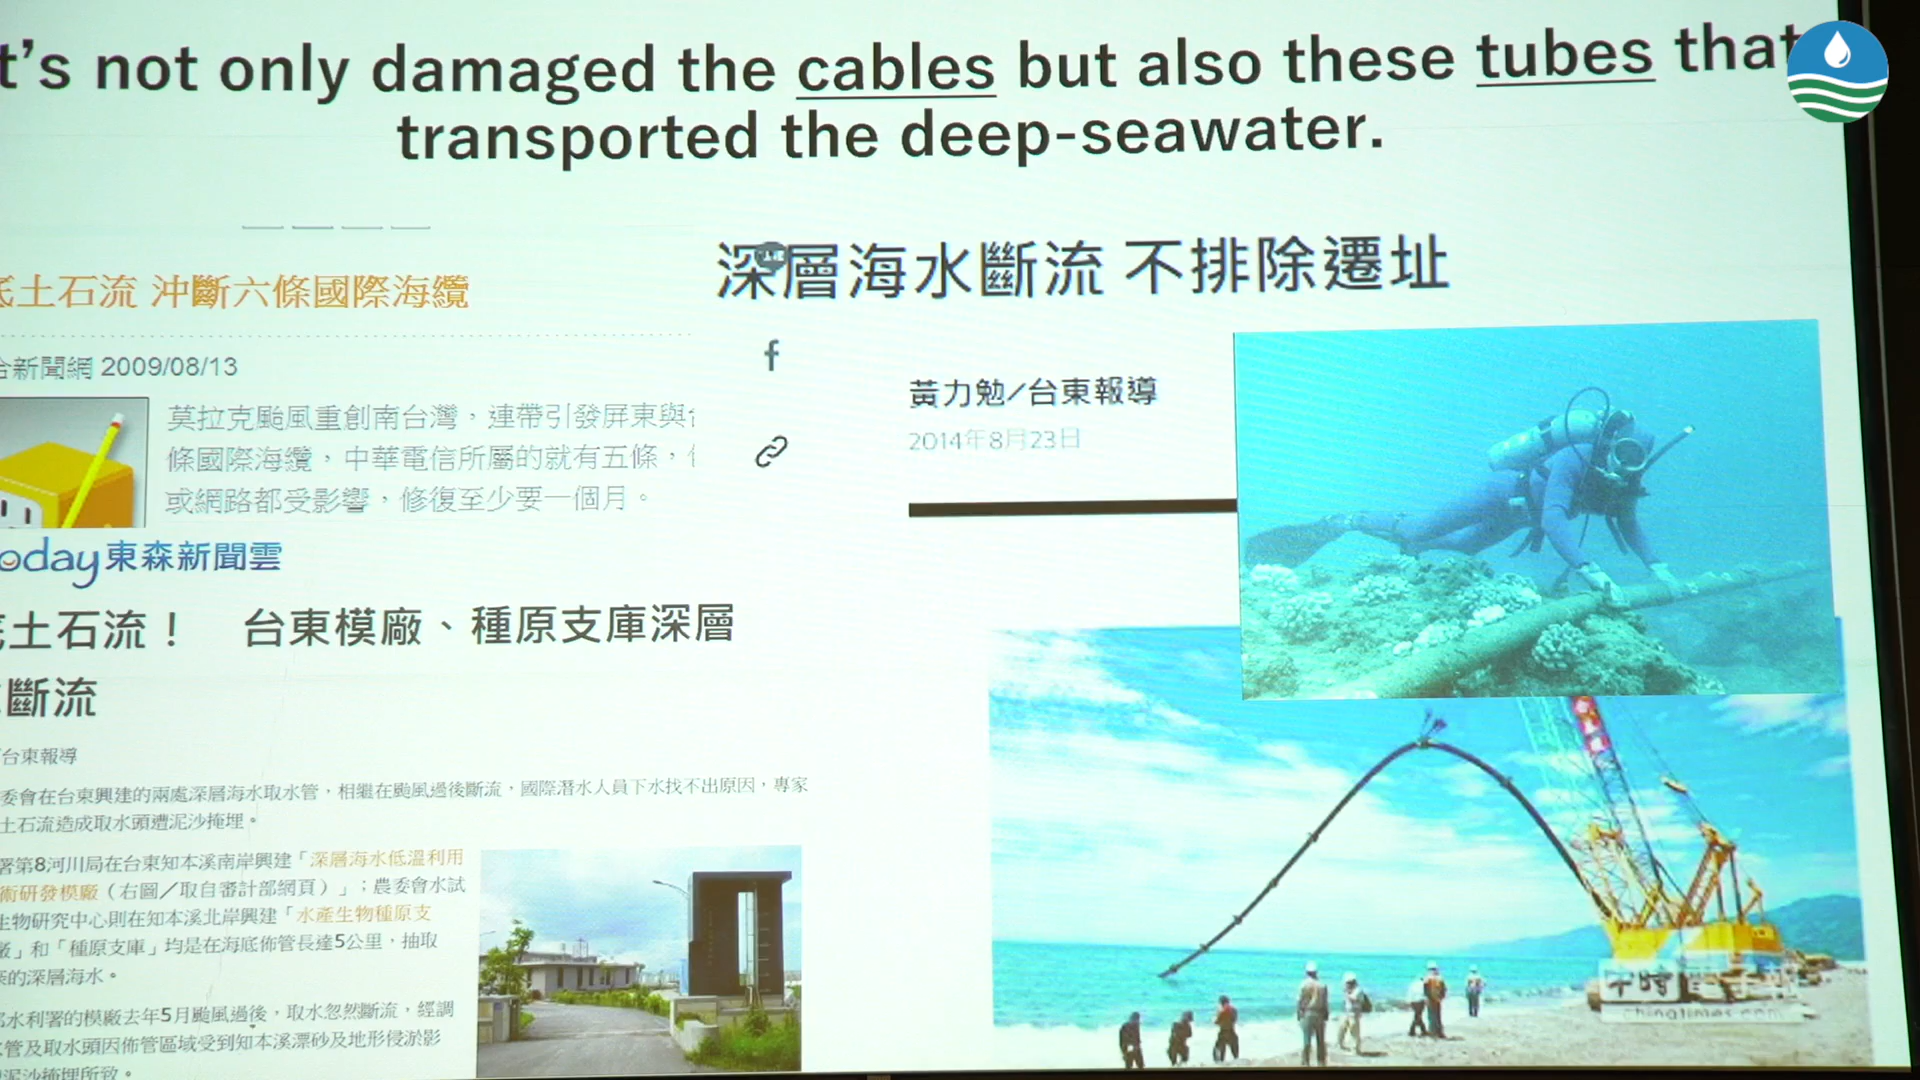 t's not only damaged the cables but also these tubes that
transported the deep-seawater.
底土石流 沖斷六條國際海纜
合新聞網 2009/08/13
莫拉克颱風重創南台灣，連帶引發屏東與
條國際海纜，中華電信所屬的就有五條，
或網路都受影響，修復至少要一個月。
oday東森新聞雲
底土石流！ 台東模廠、種原支庫深層
斷流
台東報導
委會在台東興建的兩處深層海水取水管，相繼在颱風過後斷流，國際潛水人員下水找不出原因，專家
土石流造成取水頭遭泥沙掩埋。
署第8河川局在台東知本溪南岸興建「深層海水低溫利用
術研發模廠（右圖／取自審計部網頁）」；農委會水試
生物研究中心則在知本溪北岸興建「水產生物種原支
廠」和「種原支庫」均是在海底佈管長達5公里，抽取
的深層海水。
水利署的模廠去年5月颱風過後，取水忽然斷流，經調
管及取水頭因佈管區域受到知本溪漂砂及地形侵淤影
泥沙掩埋所致。
深層海水斷流 不排除遷址
f
黃力勉／台東報導
2014年8月23日
chinatimes.com